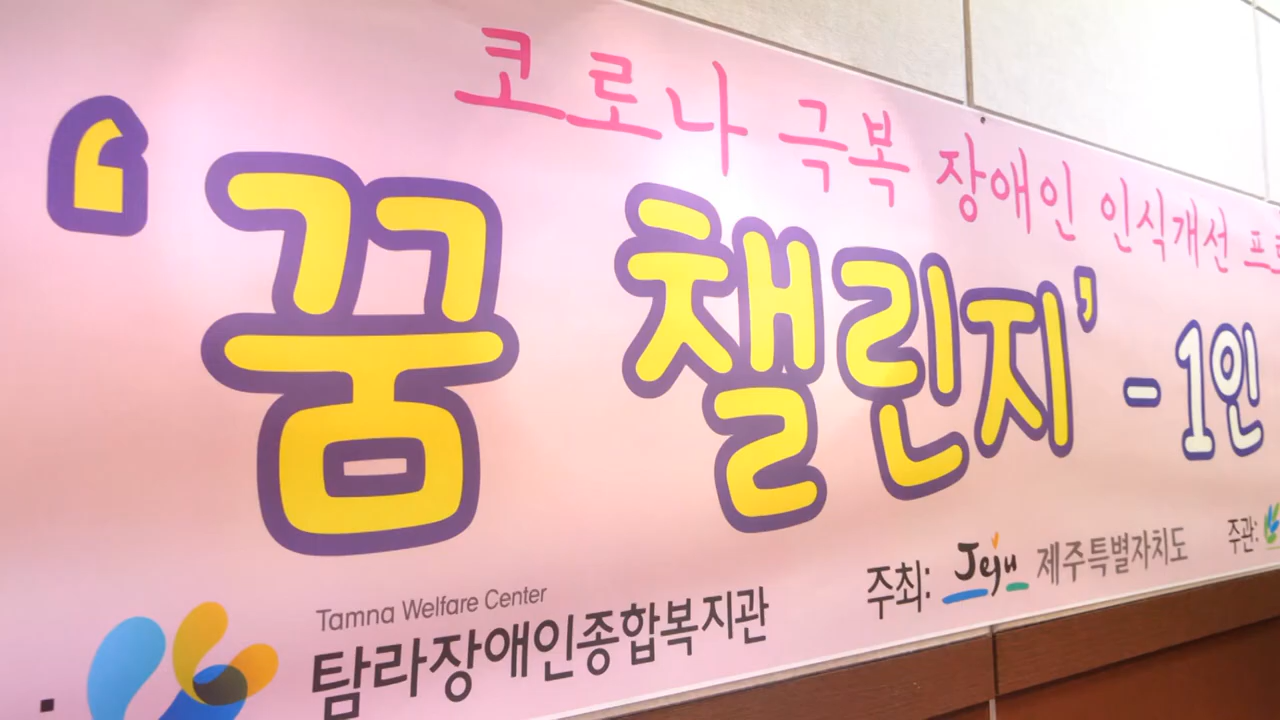 코로나 극복 장애인 인식개선
‘꿈 챌린지’ - 1인
Tamna Welfare Center
탐라장애인종합복지관
주최: Jeju 제주특별자치도
주관: